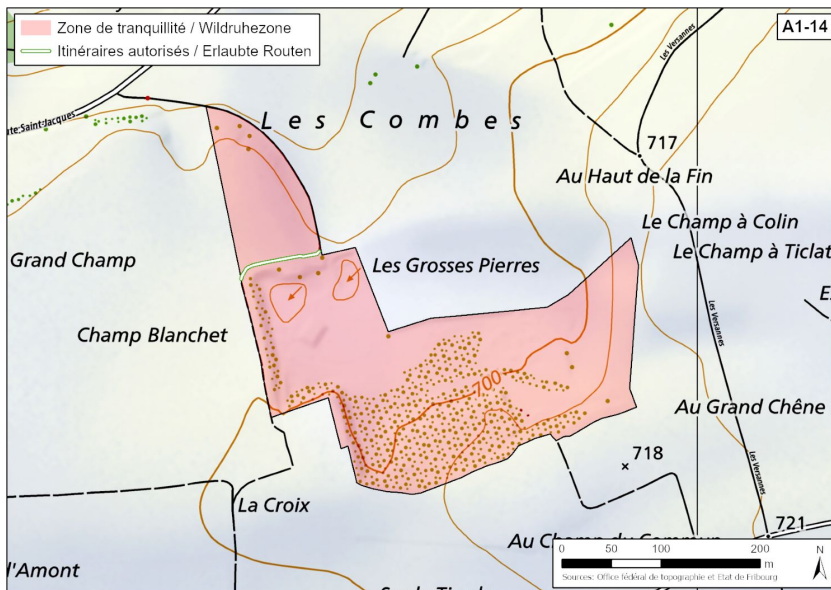 Zone de tranquillité / Wildruhezone
Itinéraires autorisés / Erlaubte Routen
A1-14
Les Versannes
ute Saint-Jacques
Les Combes
717
Au Haut de la Fin
Le Champ à Colin
Grand Champ
Les Grosses Pierres
Le Champ à Ticlat
Champ Blanchet
Les Versannes
700
Au Grand Chêne
718
Les Versannes
La Croix
721
Au Champ du Commun
d'Amont
0 50 100 200
m
N
Sources: Office fédéral de topographie et Etat de Fribourg